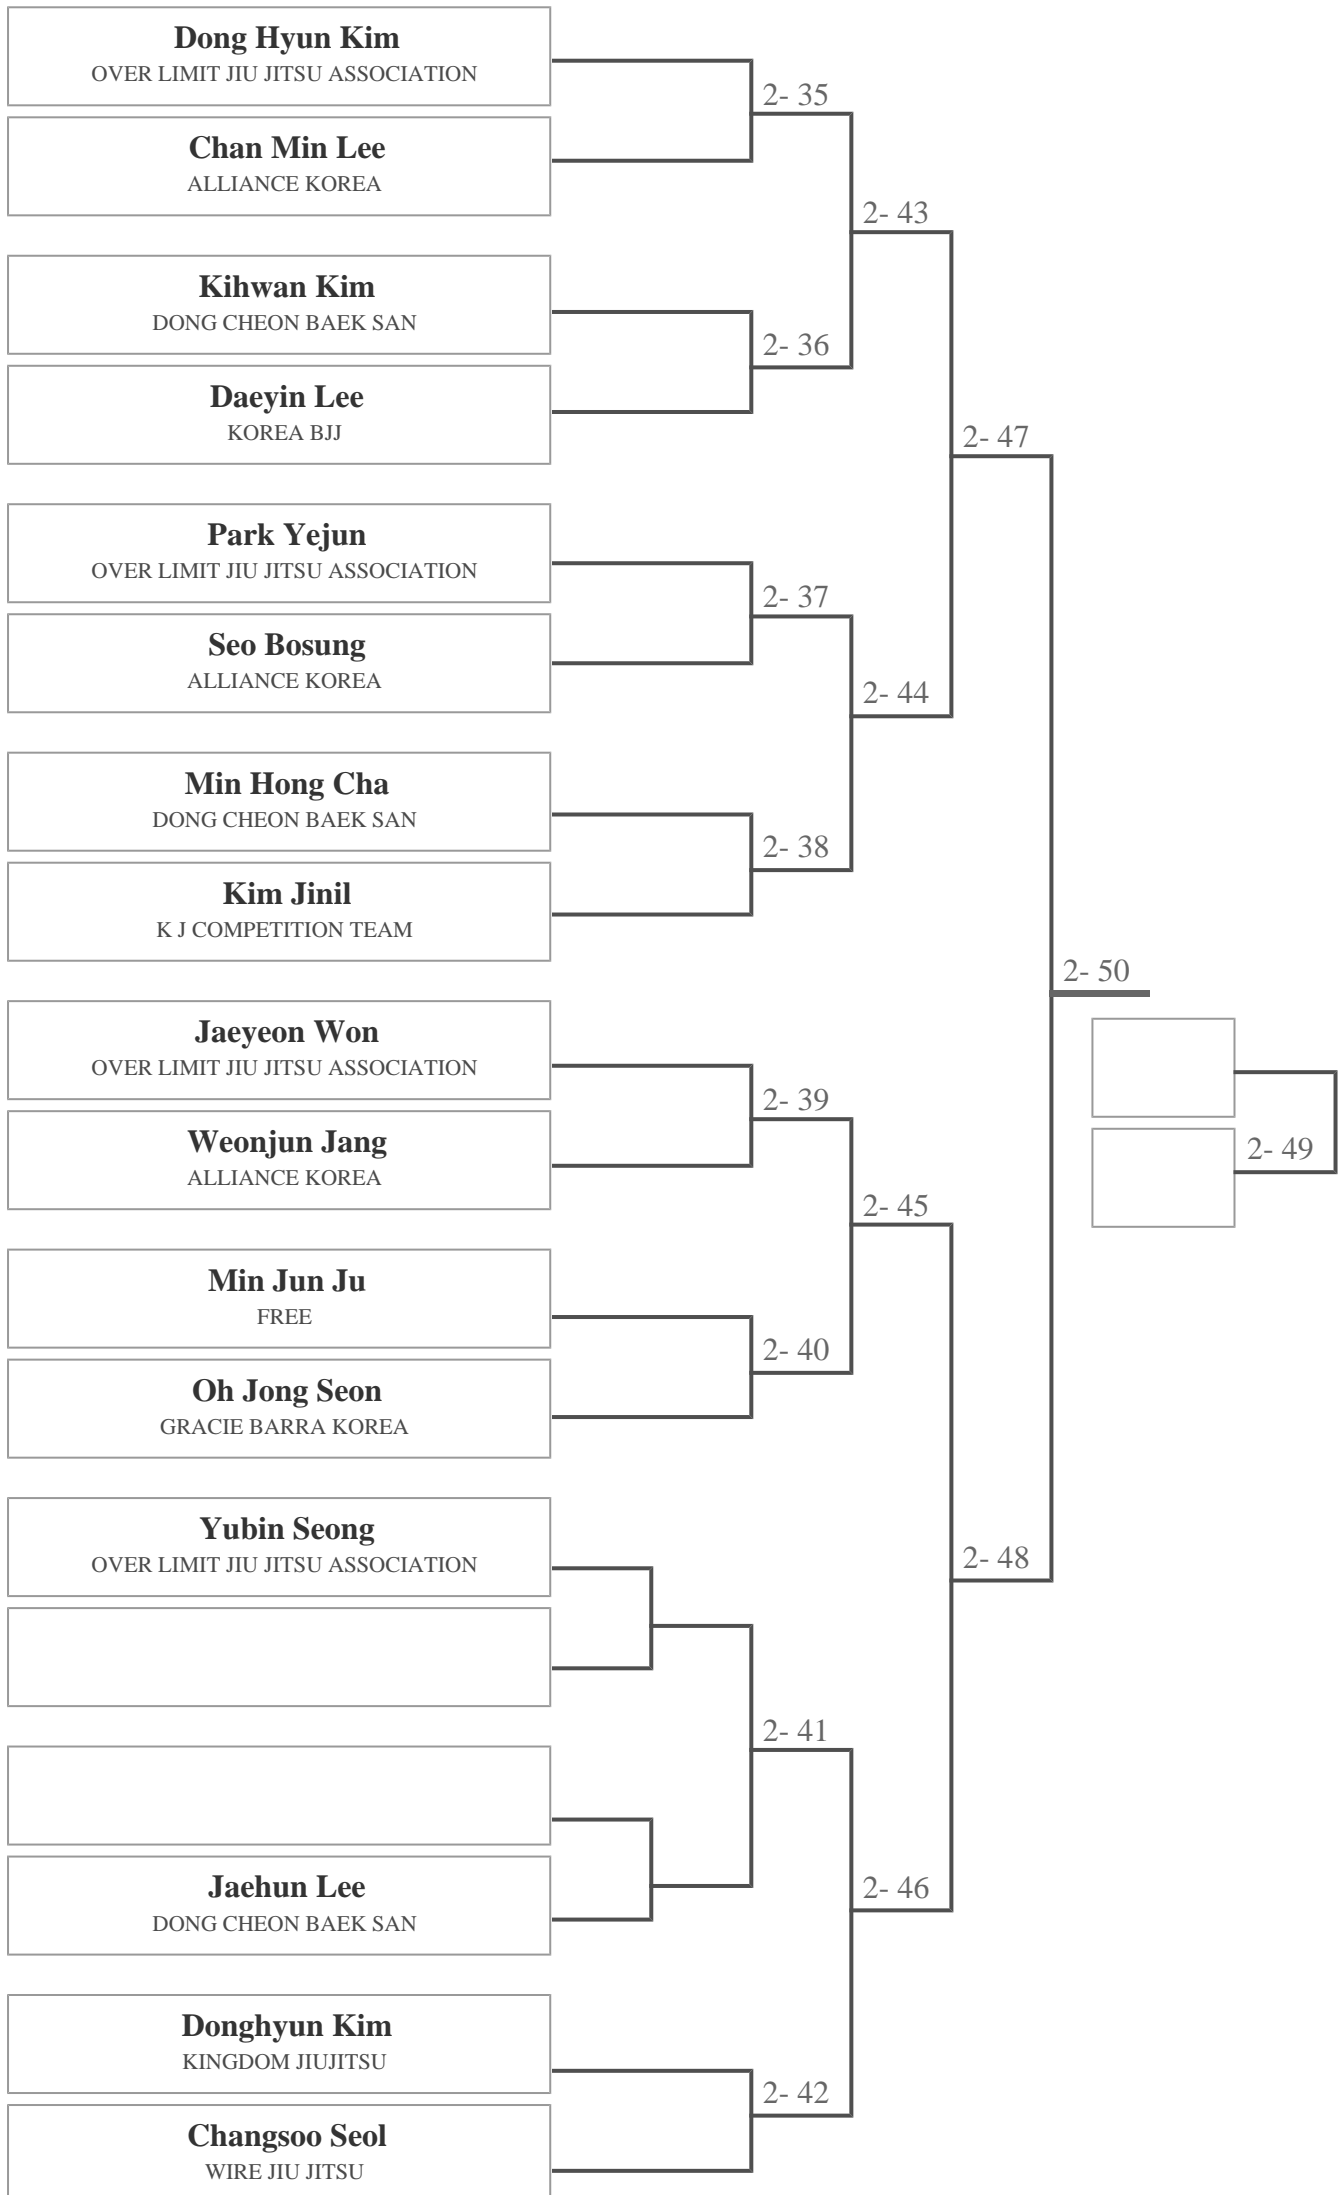 Dong Hyun Kim
OVER LIMIT JIU JITSU ASSOCIATION
2- 35
Chan Min Lee
ALLIANCE KOREA
2- 43
Kihwan Kim
DONG CHEON BAEK SAN
2- 36
Daeyin Lee
KOREA BJJ
2- 47
Park Yejun
OVER LIMIT JIU JITSU ASSOCIATION
2- 37
Seo Bosung
ALLIANCE KOREA
2- 44
Min Hong Cha
DONG CHEON BAEK SAN
2- 38
Kim Jinil
K J COMPETITION TEAM
2- 50
Jaeyeon Won
OVER LIMIT JIU JITSU ASSOCIATION
2- 39
Weonjun Jang
ALLIANCE KOREA
2- 49
2- 45
Min Jun Ju
FREE
2- 40
Oh Jong Seon
GRACIE BARRA KOREA
Yubin Seong
OVER LIMIT JIU JITSU ASSOCIATION
2- 48
2- 41
Jaehun Lee
DONG CHEON BAEK SAN
2- 46
Donghyun Kim
KINGDOM JIUJITSU
2- 42
Changsoo Seol
WIRE JIU JITSU